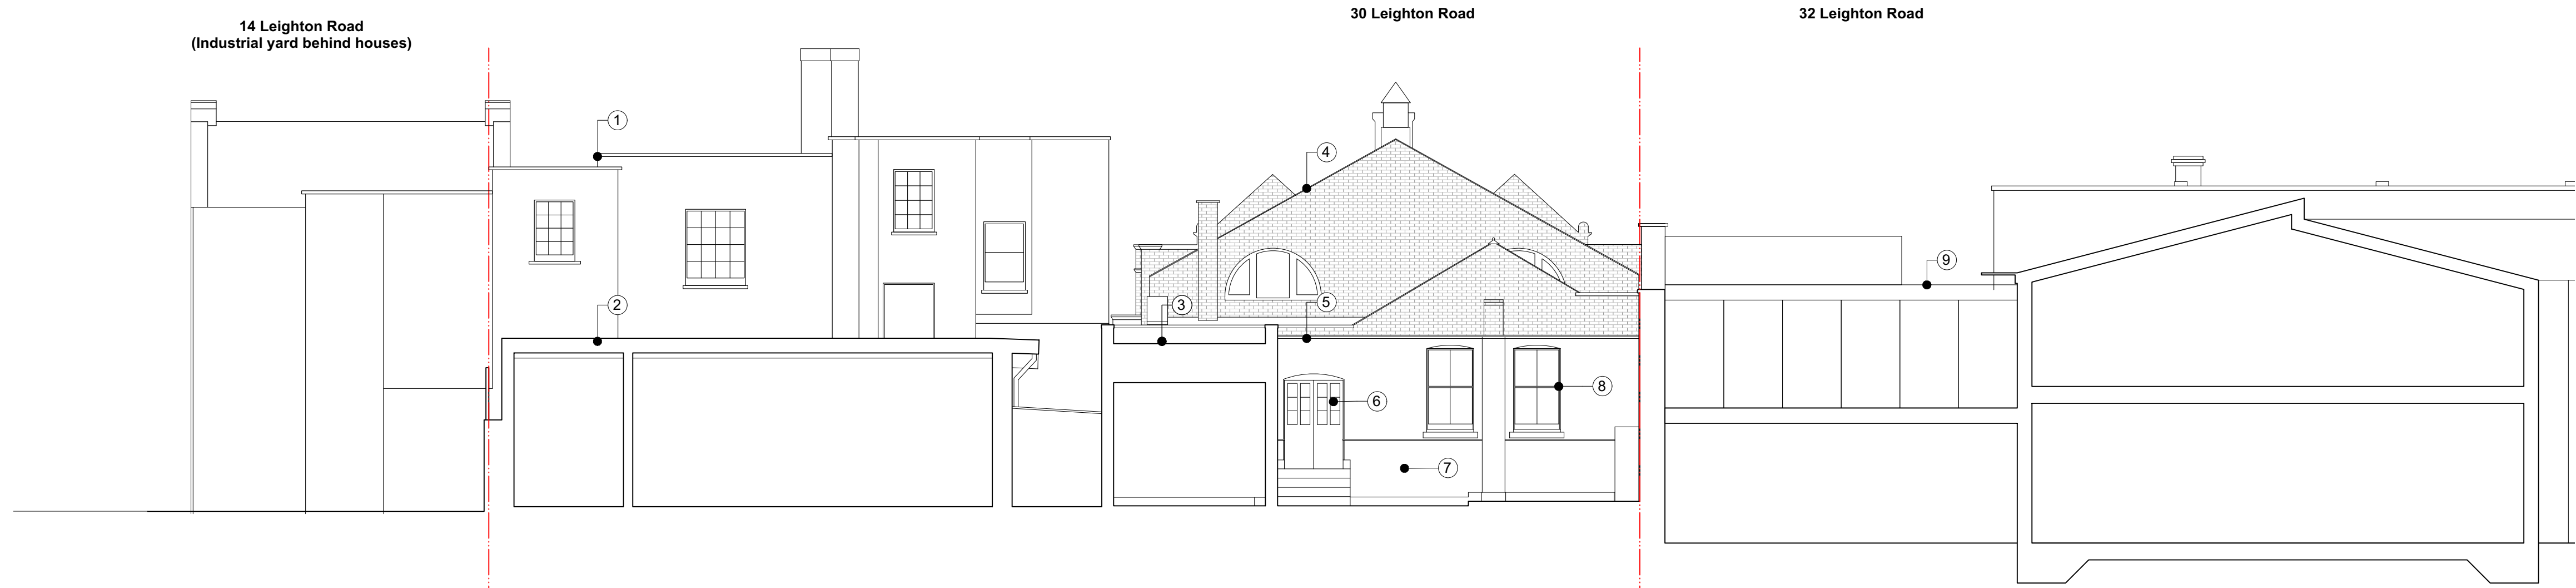 14 Leighton Road
(Industrial yard behind houses)
30 Leighton Road
32 Leighton Road
1
2
3
4
5
6
7
8
9